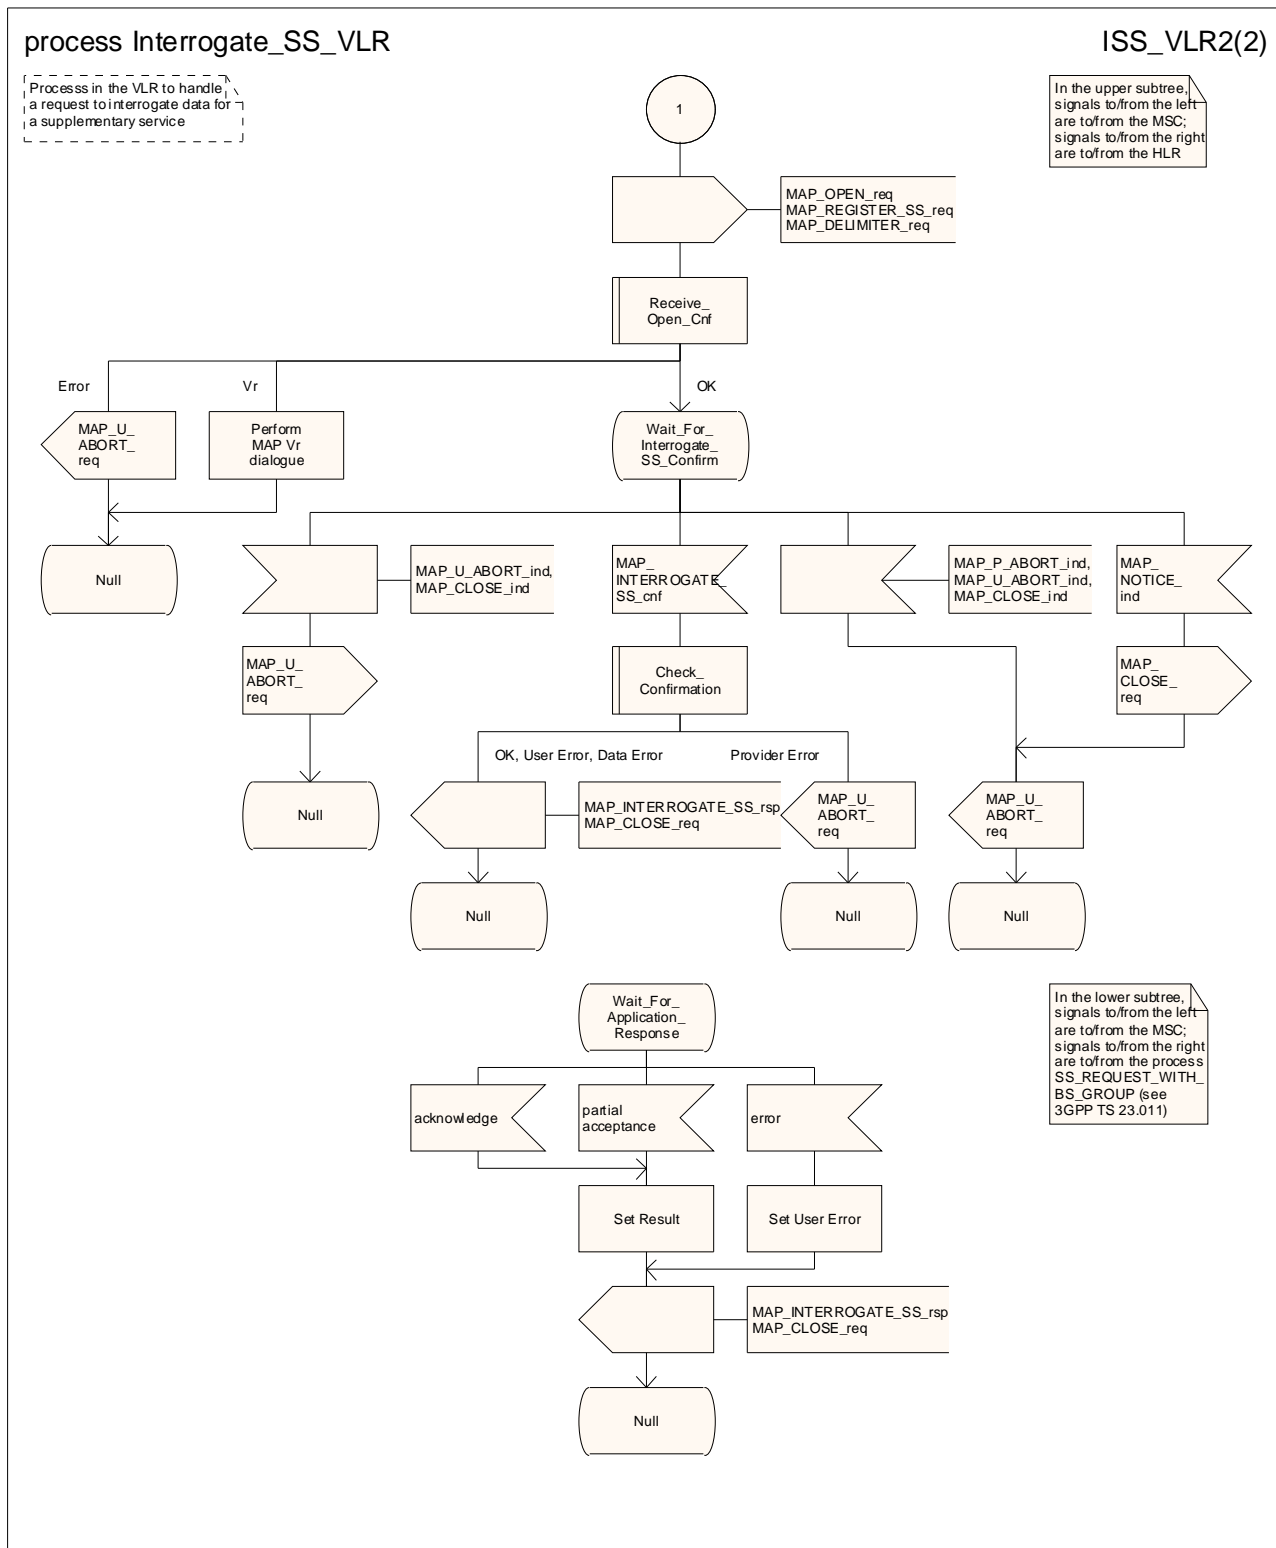 process Interrogate_SS_VLR
ISS_VLR2(2)
Processs in the VLR to handle
a request to interrogate data for
a supplementary service
In the upper subtree,
signals to/from the left
are to/from the MSC;
signals to/from the right
are to/from the HLR
1
MAP_OPEN_req
MAP_REGISTER_SS_req
MAP_DELIMITER_req
Receive_
Open_Cnf
Error
Vr
OK
MAP_U_
ABORT_
req
Perform
MAP Vr
dialogue
Wait_For_
Interrogate_
SS_Confirm
Null
MAP_U_ABORT_ind,
MAP_CLOSE_ind
MAP_
INTERROGATE_
SS_cnf
MAP_P_ABORT_ind,
MAP_U_ABORT_ind,
MAP_CLOSE_ind
MAP_
NOTICE_
ind
MAP_U_
ABORT_
req
Check_
Confirmation
MAP_
CLOSE_
req
OK, User Error, Data Error
Provider Error
Null
MAP_INTERROGATE_SS_rsp
MAP_CLOSE_req
MAP_U_
ABORT_
req
MAP_U_
ABORT_
req
Null
Null
Null
Wait_For_
Application_
Response
In the lower subtree,
signals to/from the left
are to/from the MSC;
signals to/from the right
are to/from the process
SS_REQUEST_WITH_
BS_GROUP (see
3GPP TS 23.011)
acknowledge
partial
acceptance
error
Set Result
Set User Error
MAP_INTERROGATE_SS_rsp
MAP_CLOSE_req
Null